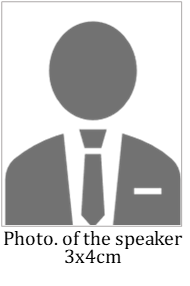 Photo. of the speaker
3x4cm